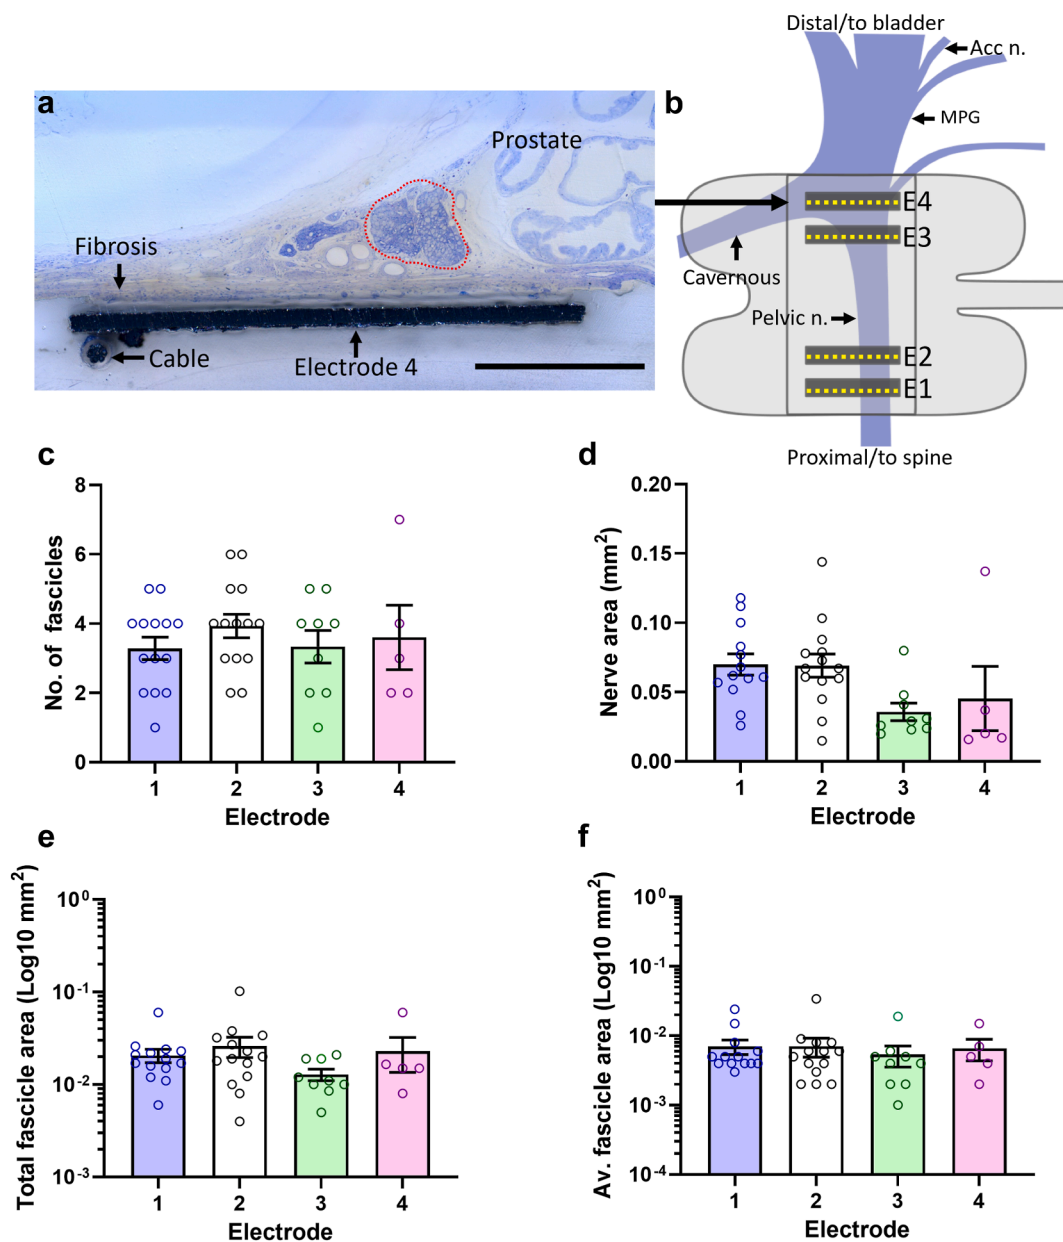 a
Prostate
Fibrosis
Cable
Electrode 4
b
Distal/to bladder
Acc n.
MPG
E4
E3
Cavernous
Pelvic n.
E2
E1
Proximal/to spine
c
No. of fascicles
8
6
4
2
0
1 2 3 4
Electrode
d
Nerve area (mm²)
0.20
0.15
0.10
0.05
0.00
1 2 3 4
Electrode
e
Total fascicle area (Log10 mm²)
10⁰
10⁻¹
10⁻²
10⁻³
1 2 3 4
Electrode
f
Av. fascicle area (Log10 mm²)
10⁰
10⁻¹
10⁻²
10⁻³
10⁻⁴
1 2 3 4
Electrode